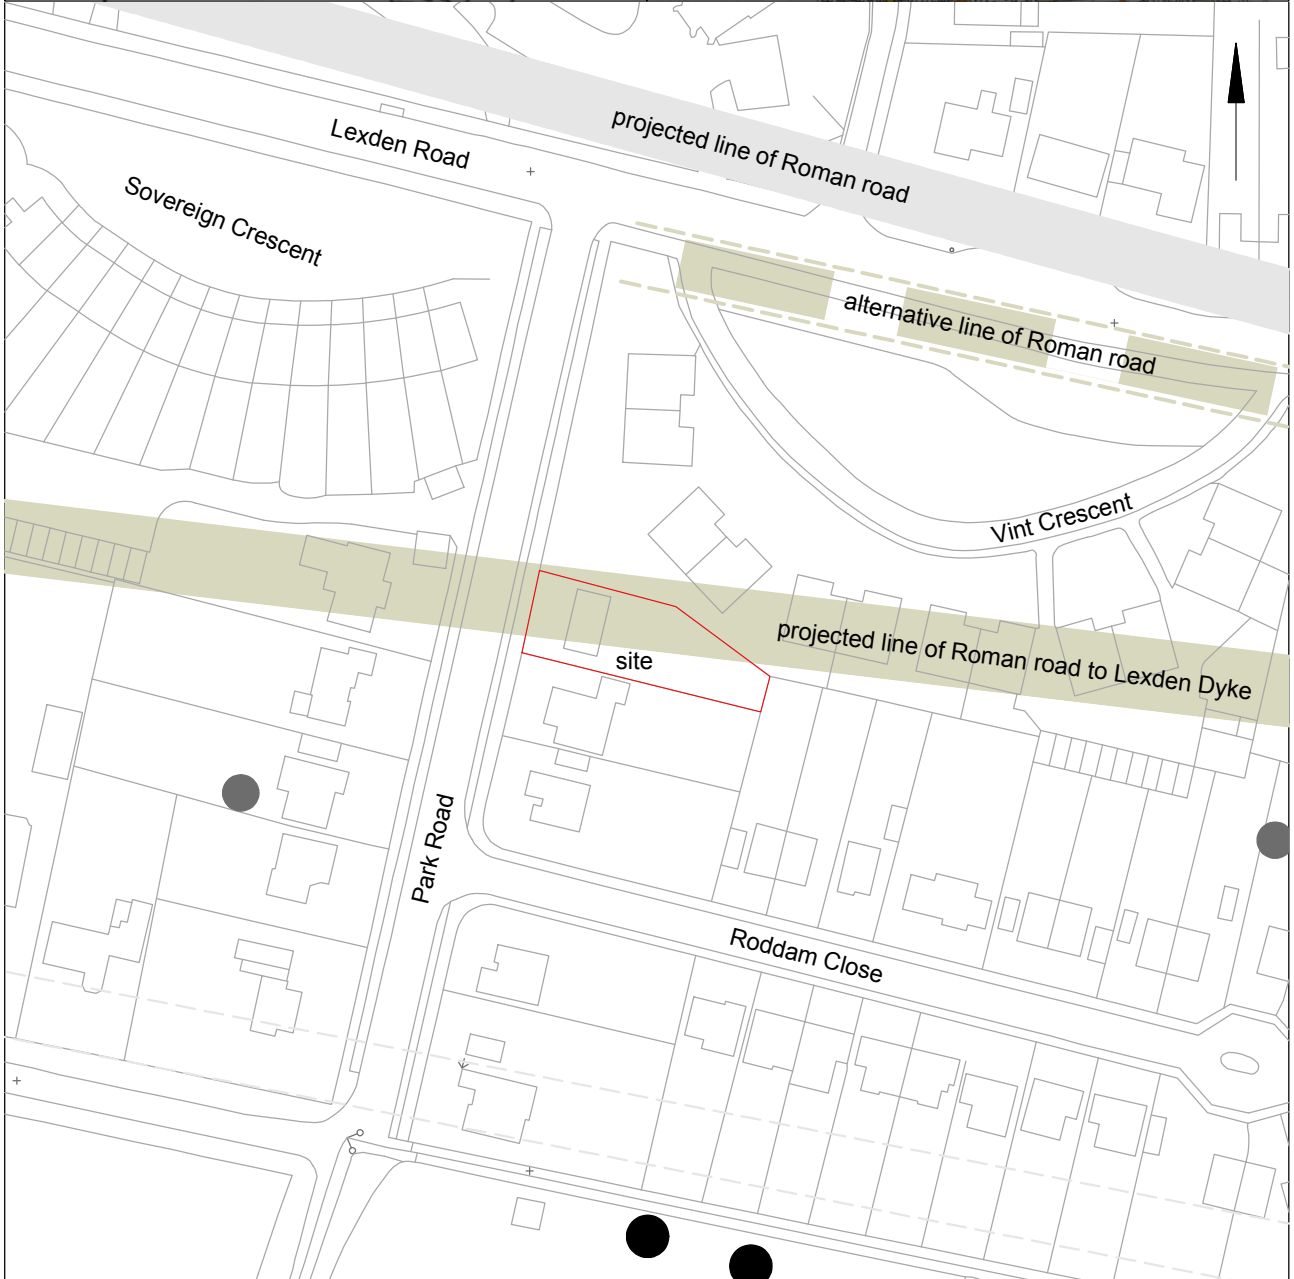 projected line of Roman road
Lexden Road
Sovereign Crescent
alternative line of Roman road
Vint Crescent
projected line of Roman road to Lexden Dyke
site
Park Road
Roddam Close